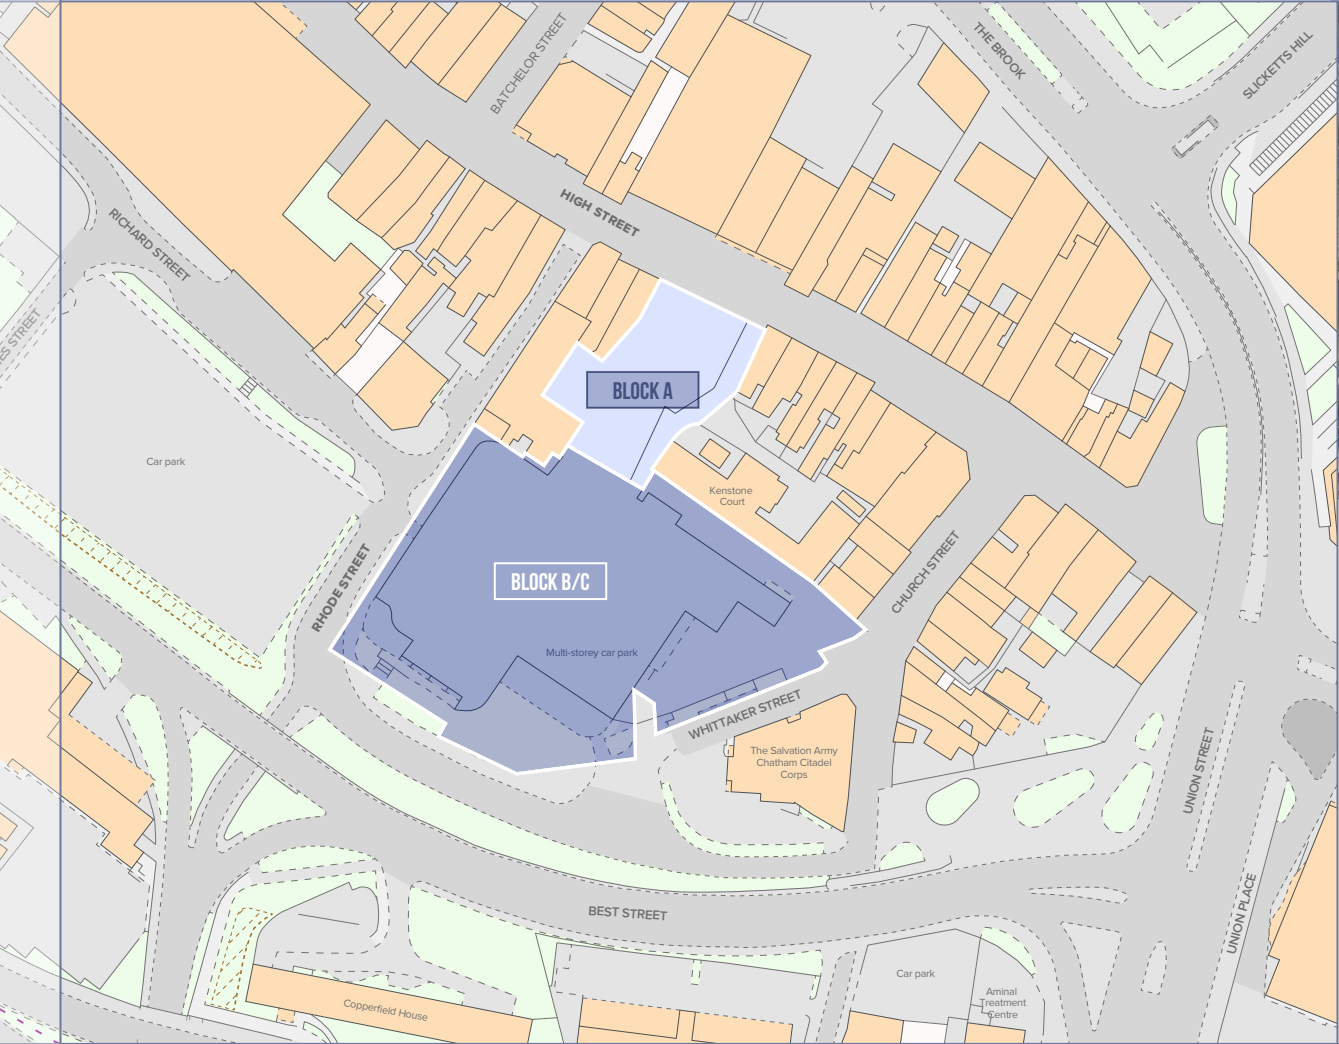 BATCHELOR STREET
THE BROOK
SLICKETTS HILL
HIGH STREET
RICHARD STREET
ES STREET
BLOCK A
Car park
Kenstone
Court
CHURCH STREET
BLOCK B/C
RHODE STREET
Multi-storey car park
WHITTAKER STREET
The Salvation Army
Chatham Citadel
Corps
UNION STREET
BEST STREET
UNION PLACE
Car park
Aminal
Treatment
Centre
Copperfield House